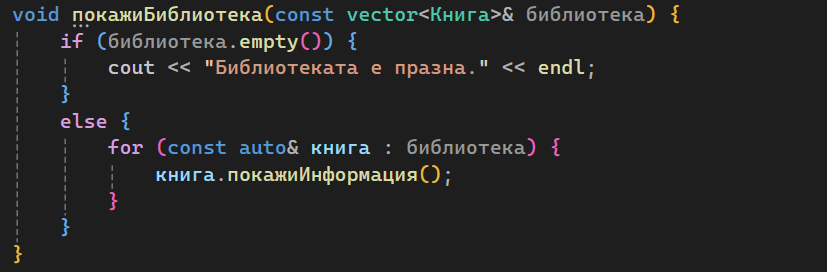 void покажиБиблиотека(const vector<Книга>& библиотека) {
    if (библиотека.empty()) {
        cout << "Библиотеката е празна." << endl;
    }
    else {
        for (const auto& книга : библиотека) {
            книга.покажиИнформация();
        }
    }
}